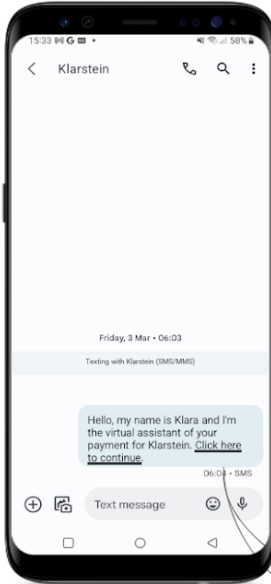 15:33 58%
Klarstein
Friday, 3 Mar • 06:03
Texting with Klarstein (SMS/MMS)
Hello, my name is Klara and I'm
the virtual assistant of your
payment for Klarstein. Click here
to continue.
06:04 • SMS
Text message